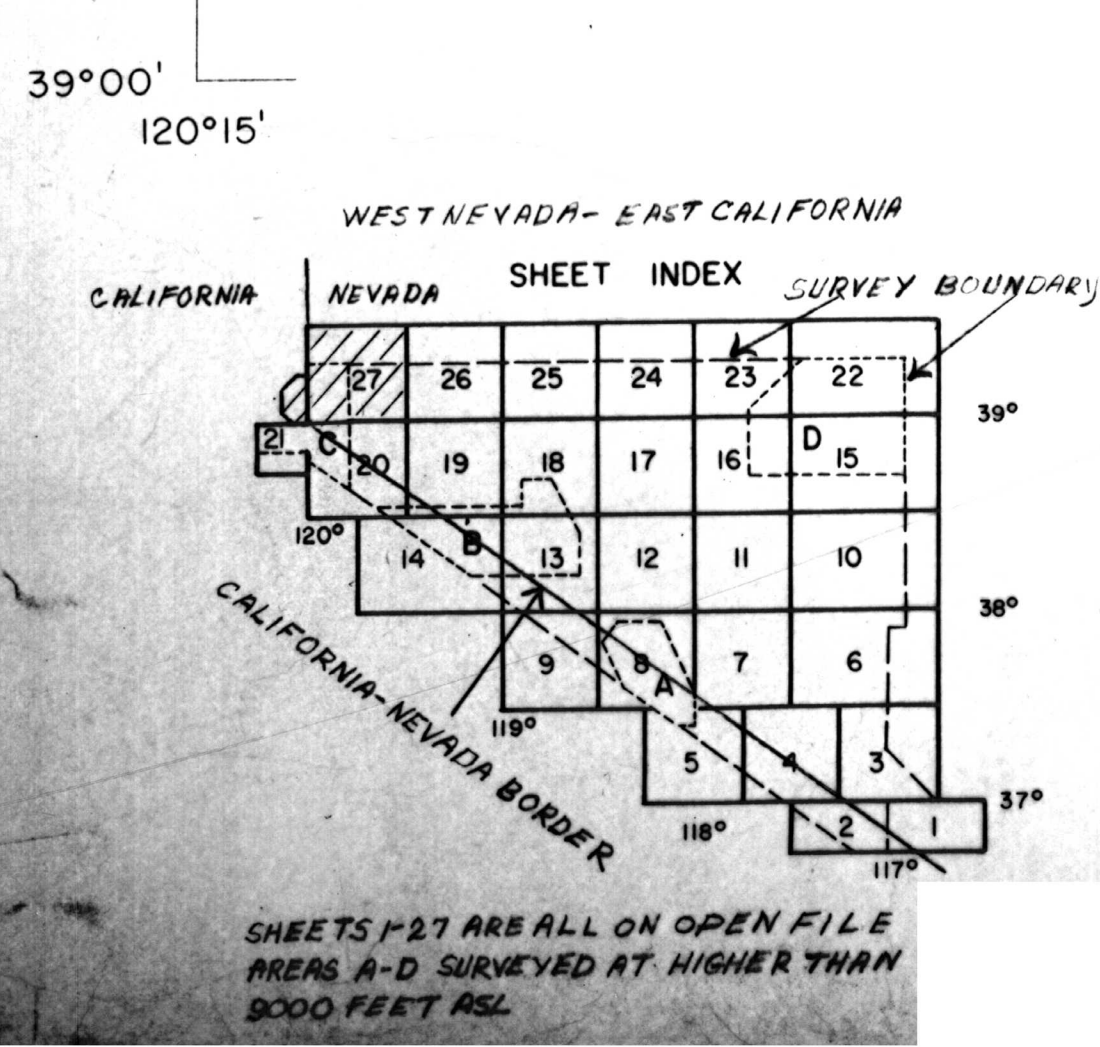 39°00'
120°15'
WEST NEVADA- EAST CALIFORNIA
SHEET INDEX
CALIFORNIA
NEVADA
SURVEY BOUNDARY
27 26 25 24 23 22
39°
21 C 20 19 18 17 16 D 15
120°
14 B 13 12 11 10
38°
CALIFORNIA-NEVADA BORDER
9 8 A 7 6
119°
5 4 3
37°
118°
2 1
117°
SHEETS 1-27 ARE ALL ON OPEN FILE
AREAS A-D SURVEYED AT HIGHER THAN
9000 FEET ASL